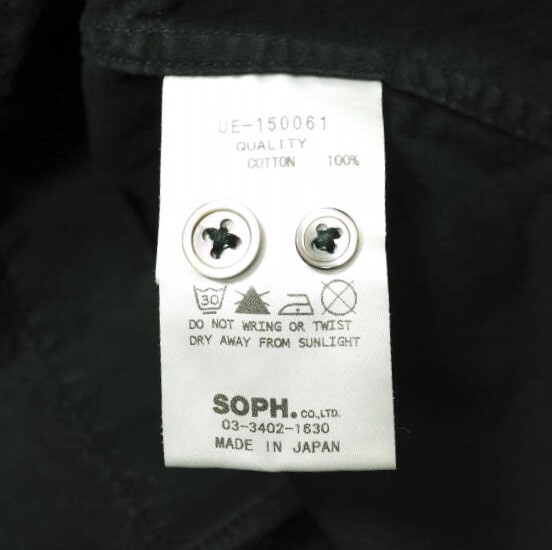 UE-150061
QUALITY
COTTON 100%
30
DO NOT WRING OR TWIST
DRY AWAY FROM SUNLIGHT
SOPH. CO.,LTD.
03-3402-1630
MADE IN JAPAN